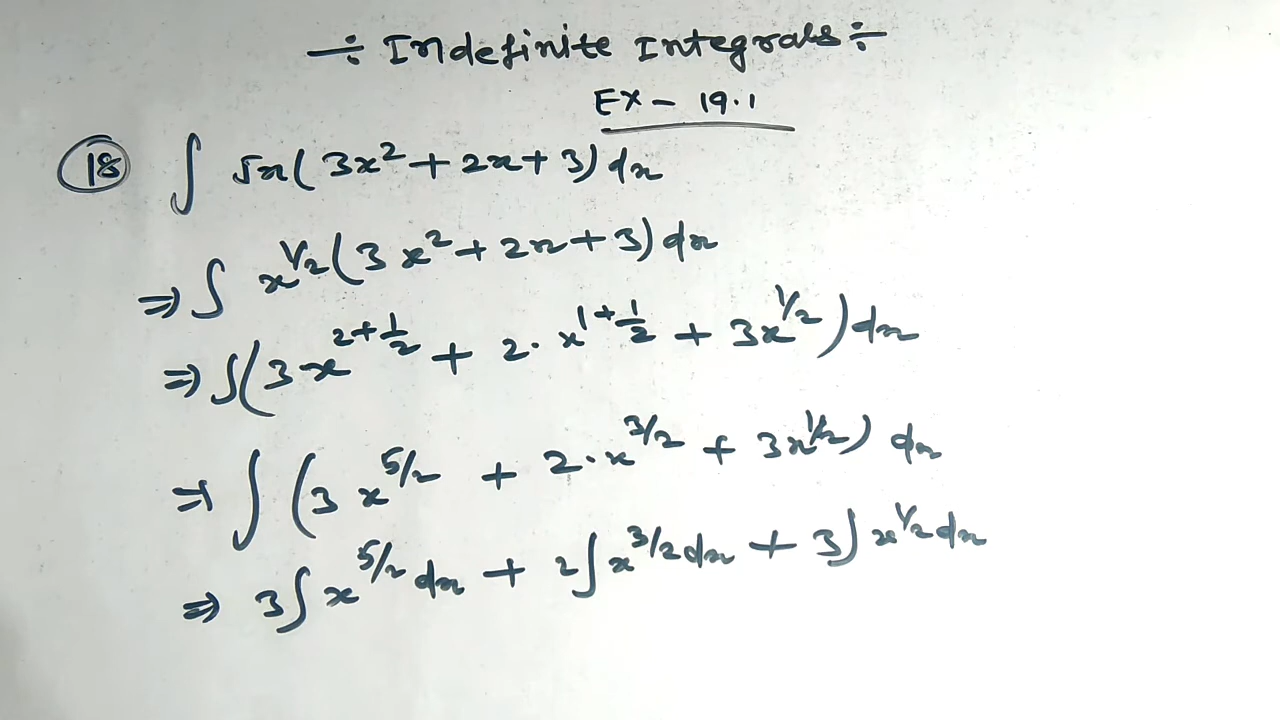 ÷ Indefinite Integrals ÷
EX - 19.1
(18) ∫ √x (3x² + 2x + 3) dx
⇒ ∫ x^1/2 (3x² + 2x + 3) dx
⇒ ∫ (3x^2+1/2 + 2·x^1+1/2 + 3x^1/2) dx
⇒ ∫ (3x^5/2 + 2·x^3/2 + 3x^1/2) dx
⇒ 3∫x^5/2 dx + 2∫x^3/2 dx + 3∫x^1/2 dx